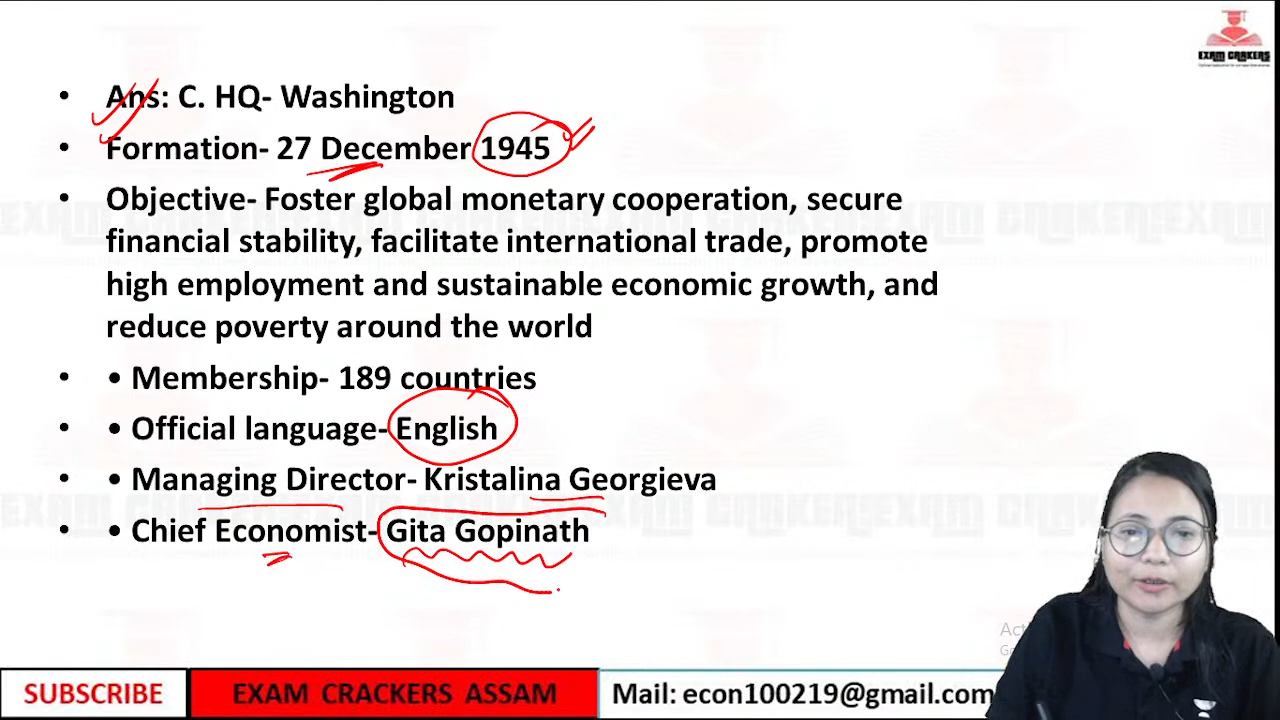 EXAM CRAKERS
• Ans: C. HQ- Washington
• Formation- 27 December 1945
• Objective- Foster global monetary cooperation, secure
financial stability, facilitate international trade, promote
high employment and sustainable economic growth, and
reduce poverty around the world
• • Membership- 189 countries
• • Official language- English
• • Managing Director- Kristalina Georgieva
• • Chief Economist- Gita Gopinath
SUBSCRIBE EXAM CRACKERS ASSAM Mail: econ100219@gmail.com